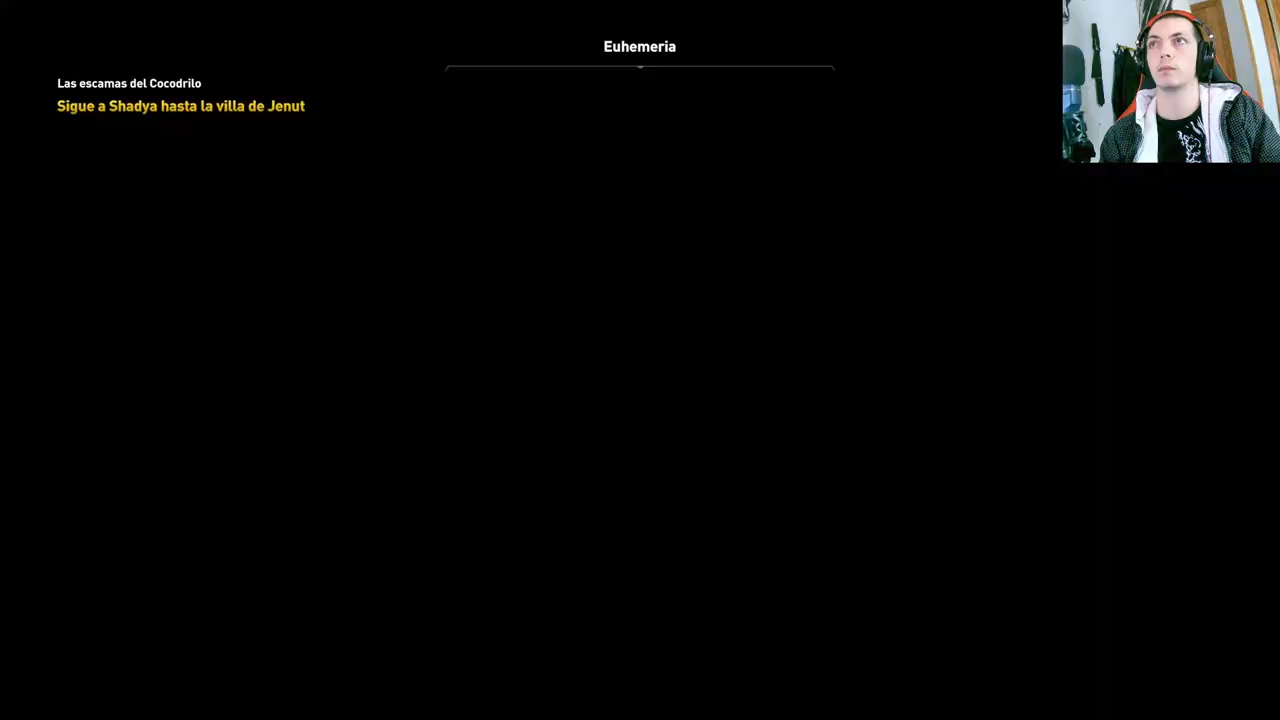 Euhemeria
Las escamas del Cocodrilo
Sigue a Shadya hasta la villa de Jenut